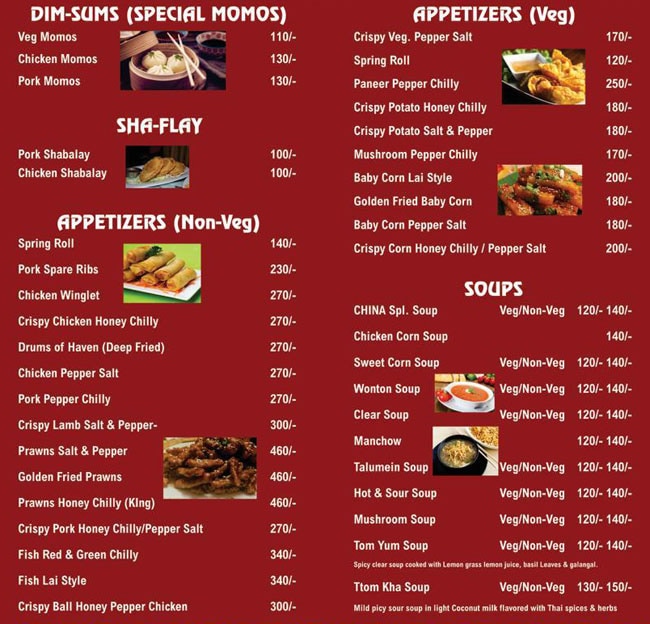 DIM-SUMS (SPECIAL MOMOS)
Veg Momos 110/-
Chicken Momos 130/-
Pork Momos 130/-
SHA-FLAY
Pork Shabalay 100/-
Chicken Shabalay 100/-
APPETIZERS (Non-Veg)
Spring Roll 140/-
Pork Spare Ribs 230/-
Chicken Winglet 270/-
Crispy Chicken Honey Chilly 270/-
Drums of Haven (Deep Fried) 270/-
Chicken Pepper Salt 270/-
Pork Pepper Chilly 270/-
Crispy Lamb Salt & Pepper- 300/-
Prawns Salt & Pepper 460/-
Golden Fried Prawns 460/-
Prawns Honey Chilly (KIng) 460/-
Crispy Pork Honey Chilly/Pepper Salt 270/-
Fish Red & Green Chilly 340/-
Fish Lai Style 340/-
Crispy Ball Honey Pepper Chicken 300/-
APPETIZERS (Veg)
Crispy Veg. Pepper Salt 170/-
Spring Roll 120/-
Paneer Pepper Chilly 250/-
Crispy Potato Honey Chilly 180/-
Crispy Potato Salt & Pepper 180/-
Mushroom Pepper Chilly 170/-
Baby Corn Lai Style 200/-
Golden Fried Baby Corn 180/-
Baby Corn Pepper Salt 180/-
Crispy Corn Honey Chilly / Pepper Salt 200/-
SOUPS
CHINA Spl. Soup Veg/Non-Veg 120/- 140/-
Chicken Corn Soup 140/-
Sweet Corn Soup Veg/Non-Veg 120/- 140/-
Wonton Soup Veg/Non-Veg 120/- 140/-
Clear Soup Veg/Non-Veg 120/- 140/-
Manchow 120/- 140/-
Talumein Soup Veg/Non-Veg 120/- 140/-
Hot & Sour Soup Veg/Non-Veg 120/- 140/-
Mushroom Soup Veg/Non-Veg 120/- 140/-
Tom Yum Soup Veg/Non-Veg 120/- 140/-
Spicy clear soup cooked with Lemon grass lemon juice, basil Leaves & galangal.
Ttom Kha Soup Veg/Non-Veg 130/- 150/-
Mild picy sour soup in light Coconut milk flavored with Thai spices & herbs